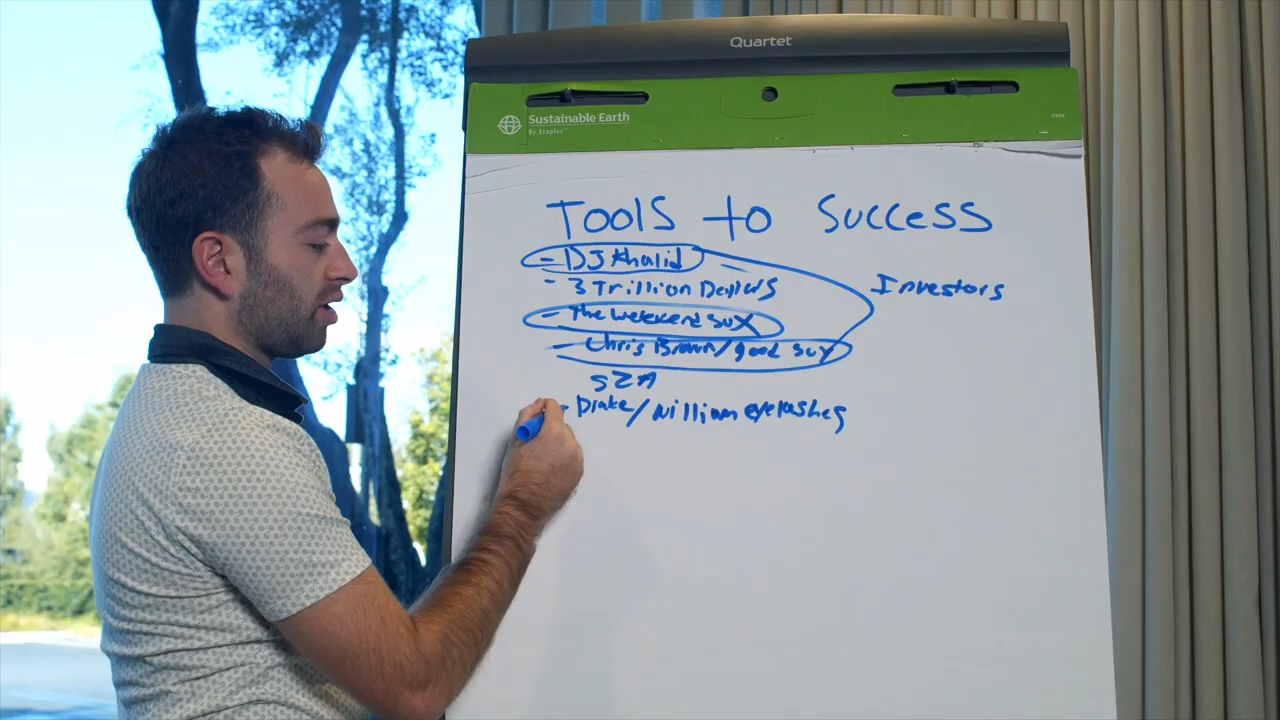 Quartet
Sustainable Earth
By Staples™
TOOLS to SUCCESS
- DJ Khalid
- 3 Trillion Dollars
Investors
- The weekend sux
- Chris Brown/good guy
SZA
- Drake/william eyelashes